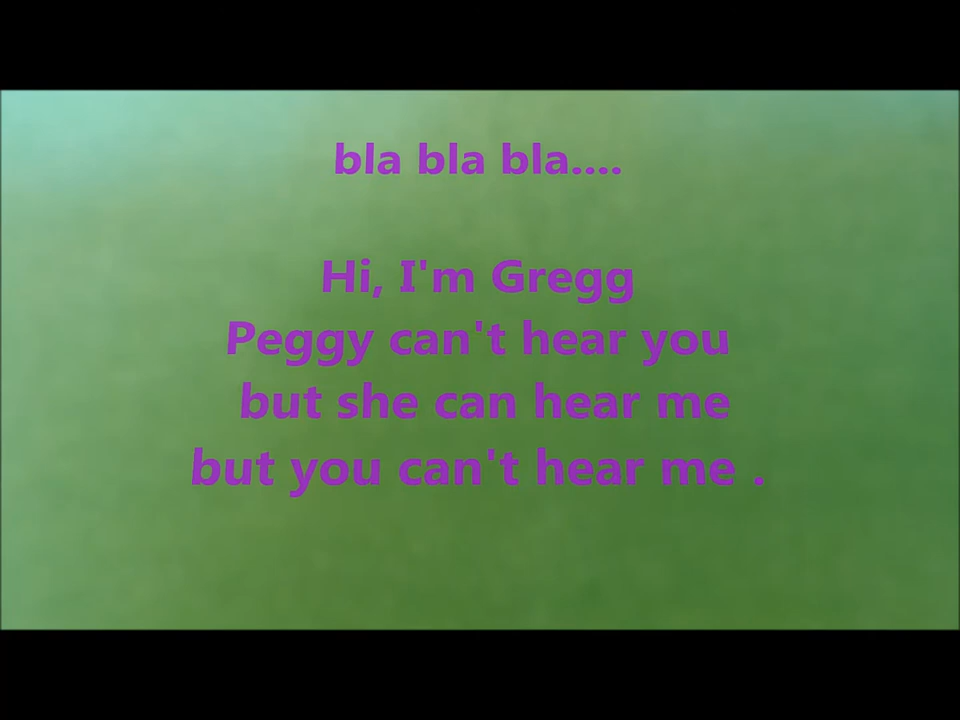 bla bla bla....
Hi, I'm Gregg
Peggy can't hear you
but she can hear me
but you can't hear me .